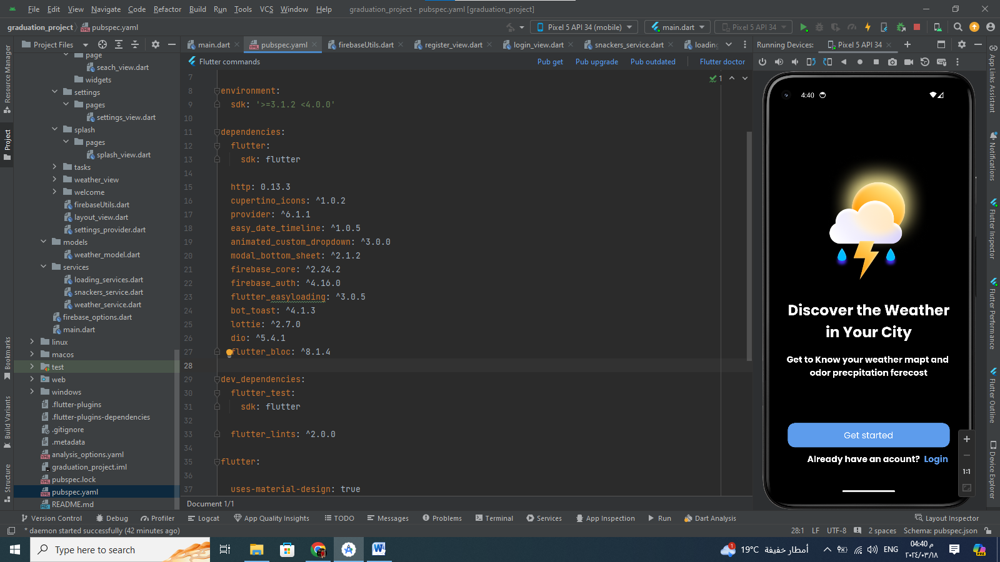 File Edit View Navigate Code Refactor Build Run Tools VCS Window Help graduation_project - pubspec.yaml [graduation_project]
graduation_project pubspec.yaml Pixel 5 API 34 (mobile) main.dart Pixel 5 API 34
Project Files main.dart pubspec.yaml firebaseUtils.dart register_view.dart login_view.dart snackers_service.dart loading Running Devices: Pixel 5 API 34
Flutter commands Pub get Pub upgrade Pub outdated Flutter doctor
Resource Manager
Project
Bookmarks
Build Variants
Structure
page
seach_view.dart
widgets
settings
pages
settings_view.dart
splash
pages
splash_view.dart
tasks
weather_view
welcome
firebaseUtils.dart
layout_view.dart
settings_provider.dart
models
weather_model.dart
services
loading_services.dart
snackers_service.dart
weather_service.dart
firebase_options.dart
main.dart
linux
macos
test
web
windows
.flutter-plugins
.flutter-plugins-dependencies
.gitignore
.metadata
analysis_options.yaml
graduation_project.iml
pubspec.lock
pubspec.yaml
README.md
1
7
8 environment:
9 sdk: '>=3.1.2 <4.0.0'
10
11 dependencies:
12 flutter:
13 sdk: flutter
14
15 http: 0.13.3
16 cupertino_icons: ^1.0.2
17 provider: ^6.1.1
18 easy_date_timeline: ^1.0.5
19 animated_custom_dropdown: ^3.0.0
20 modal_bottom_sheet: ^2.1.2
21 firebase_core: ^2.24.2
22 firebase_auth: ^4.16.0
23 flutter_easyloading: ^3.0.5
24 bot_toast: ^4.1.3
25 lottie: ^2.7.0
26 dio: ^5.4.1
27 flutter_bloc: ^8.1.4
28
29 dev_dependencies:
30 flutter_test:
31 sdk: flutter
32
33 flutter_lints: ^2.0.0
34
35 flutter:
36
37 uses-material-design: true
Document 1/1
4:40
Discover the Weather
in Your City
Get to Know your weather mapt and
odor precpitation fcrecost
Get started
Already have an acount? Login
1:1
App Links Assistant
Notifications
Flutter Inspector
Flutter Performance
Flutter Outline
Device Explorer
Version Control Debug Profiler Logcat App Quality Insights TODO Messages Problems Terminal Services App Inspection Run Dart Analysis Layout Inspector
* daemon started successfully (42 minutes ago) 28:1 LF UTF-8 2 spaces Schema: pubspec.json
Type here to search 1 19°C أمطار خفيفة ENG 04:40 م
٢٠٢٤/٠٣/١٨
PRE